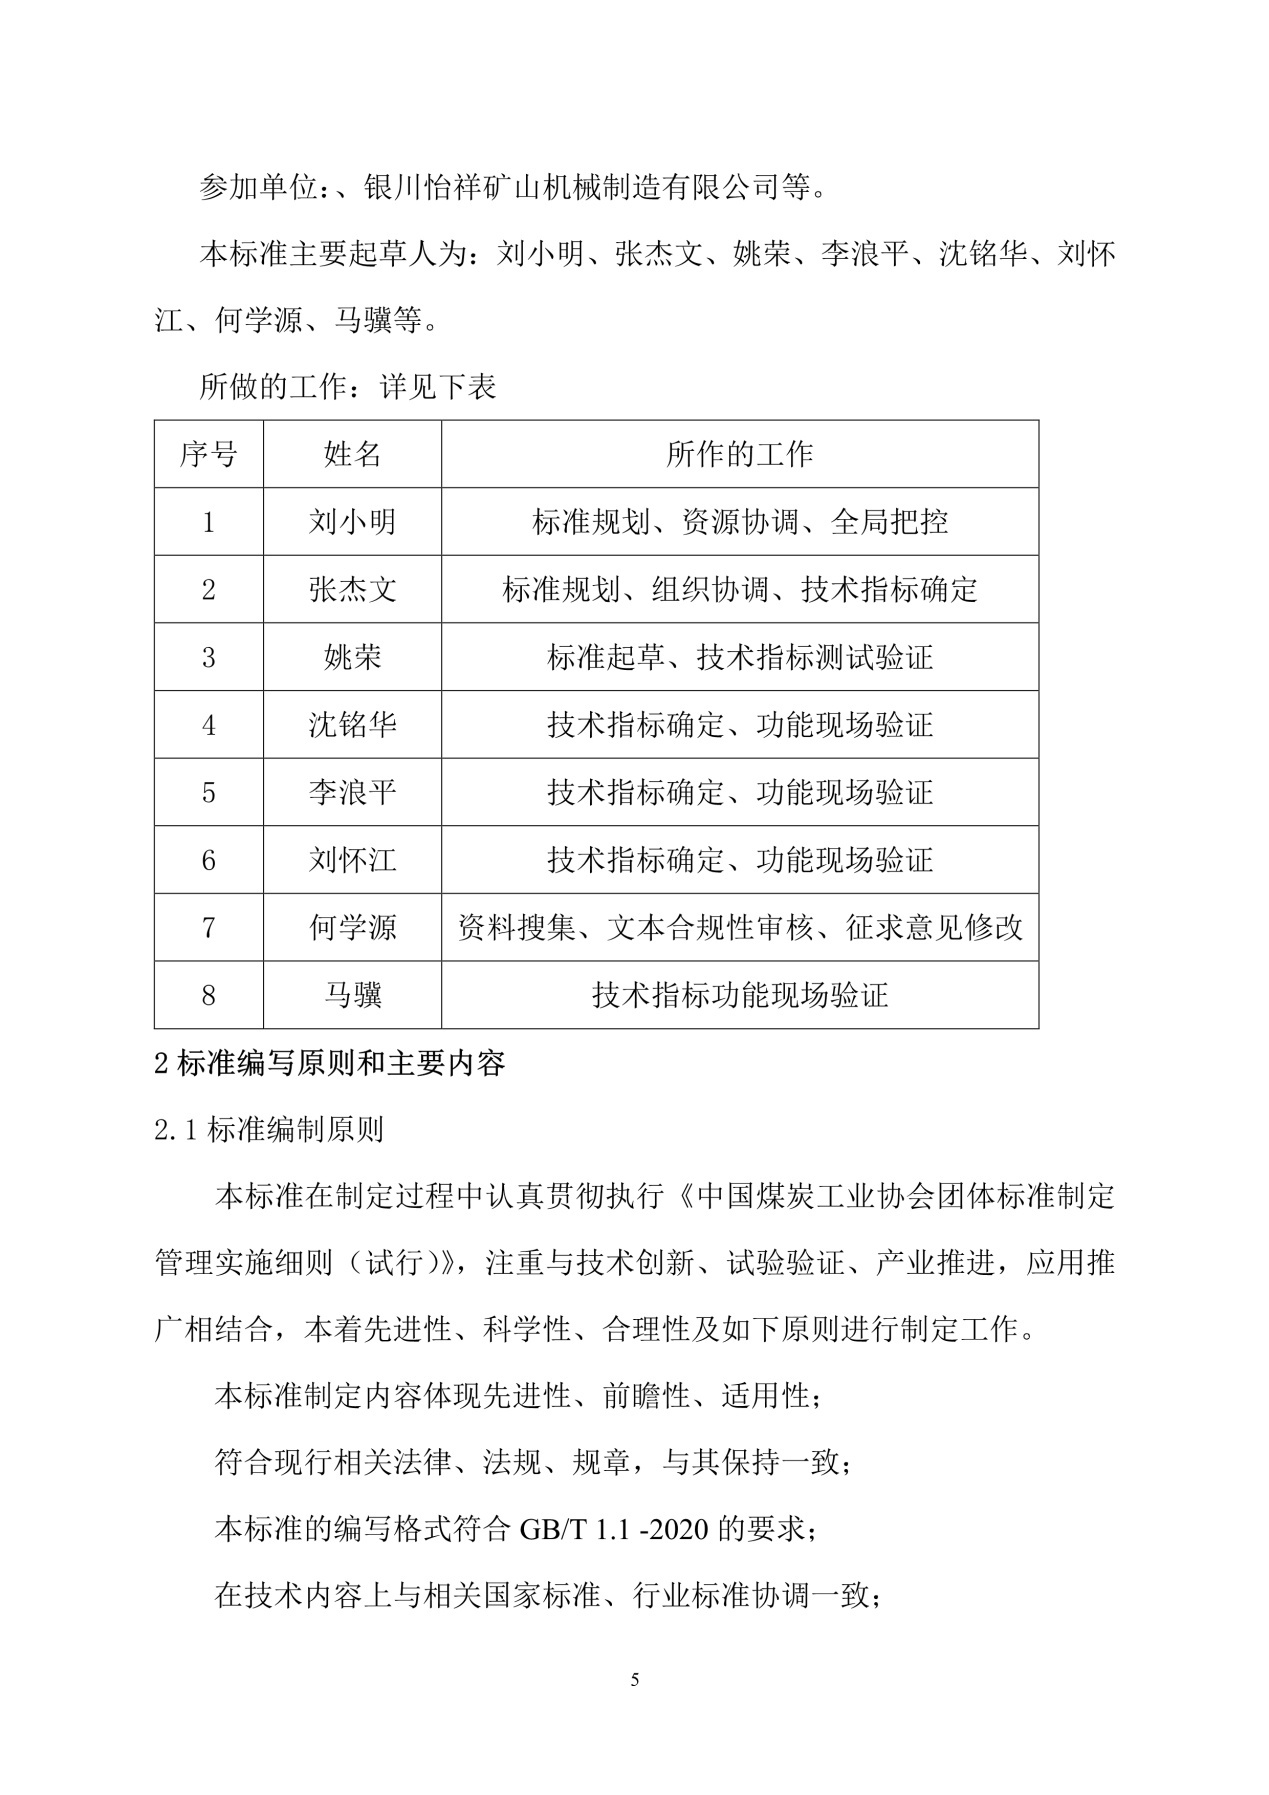 参加单位:、银川怡祥矿山机械制造有限公司等。
本标准主要起草人为：刘小明、张杰文、姚荣、李浪平、沈铭华、刘怀
江、何学源、马骥等。
所做的工作：详见下表
序号 姓名 所作的工作
1 刘小明 标准规划、资源协调、全局把控
2 张杰文 标准规划、组织协调、技术指标确定
3 姚荣 标准起草、技术指标测试验证
4 沈铭华 技术指标确定、功能现场验证
5 李浪平 技术指标确定、功能现场验证
6 刘怀江 技术指标确定、功能现场验证
7 何学源 资料搜集、文本合规性审核、征求意见修改
8 马骥 技术指标功能现场验证
2 标准编写原则和主要内容
2.1 标准编制原则
本标准在制定过程中认真贯彻执行《中国煤炭工业协会团体标准制定
管理实施细则（试行）》，注重与技术创新、试验验证、产业推进，应用推
广相结合，本着先进性、科学性、合理性及如下原则进行制定工作。
本标准制定内容体现先进性、前瞻性、适用性；
符合现行相关法律、法规、规章，与其保持一致；
本标准的编写格式符合 GB/T 1.1 -2020 的要求；
在技术内容上与相关国家标准、行业标准协调一致；
5